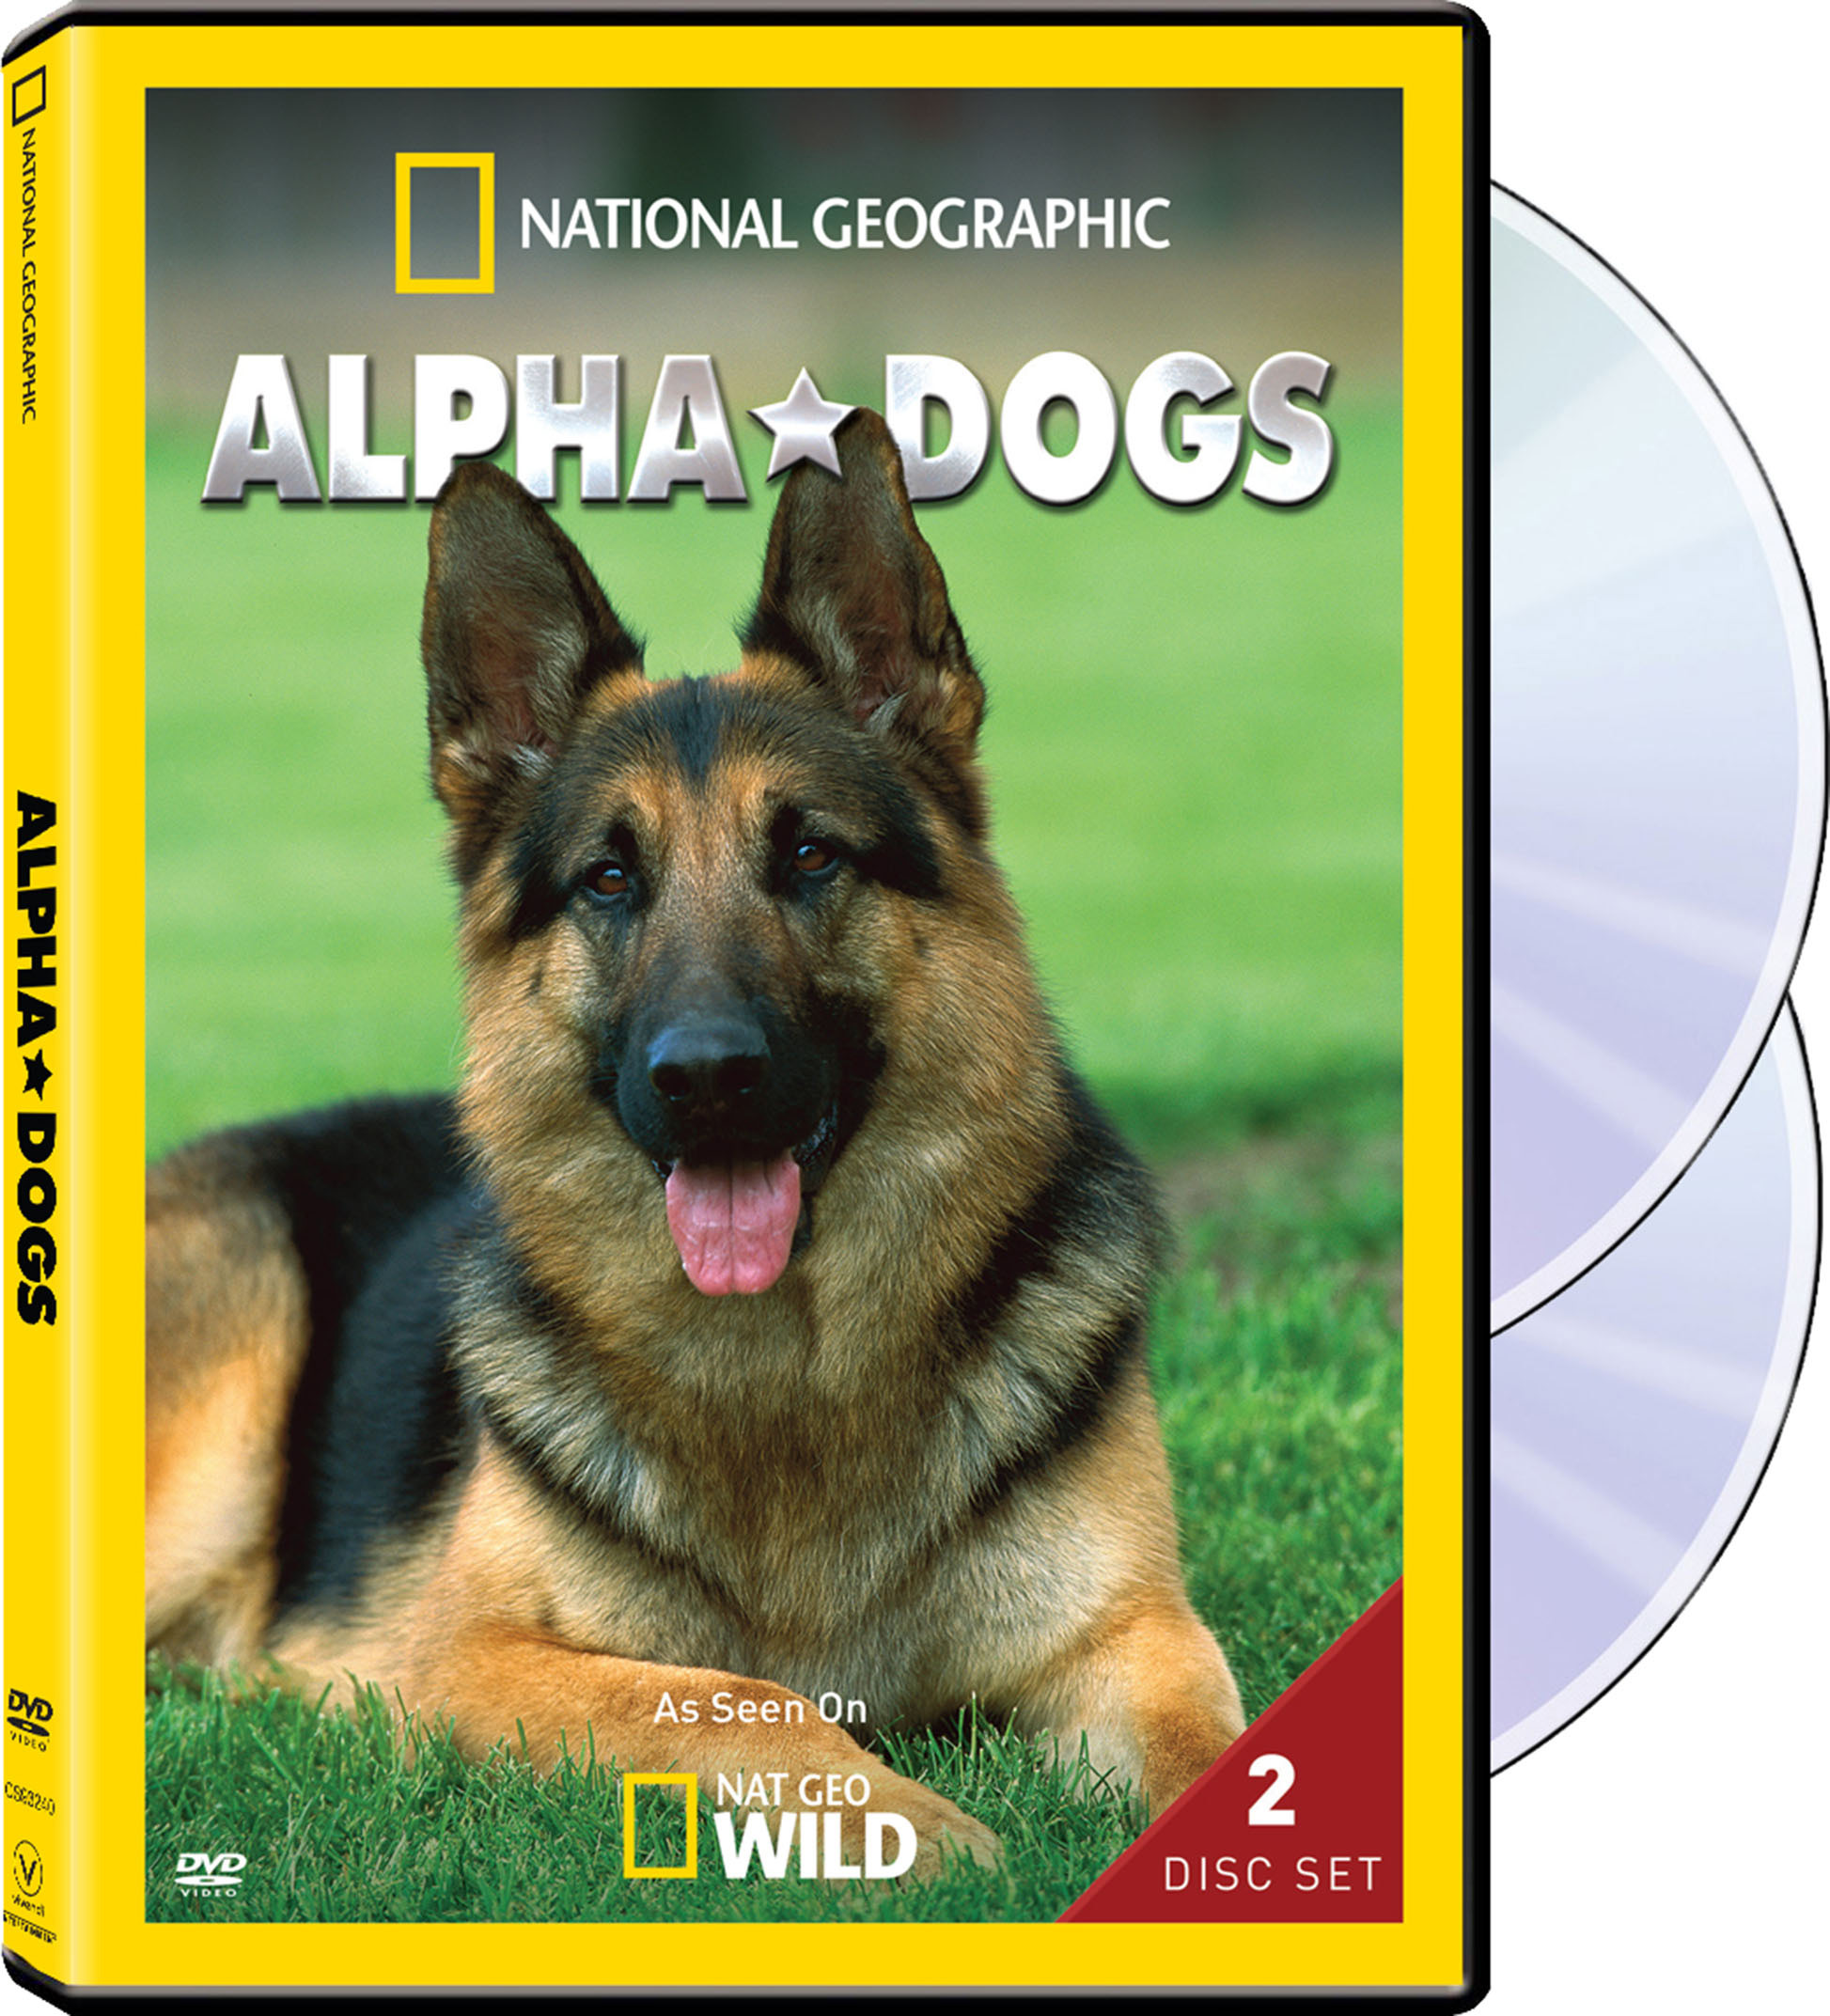 NATIONAL GEOGRAPHIC
ALPHA★DOGS
As Seen On
NAT GEO
WILD
DVD
VIDEO
2
DISC SET
NATIONAL GEOGRAPHIC
ALPHA★DOGS
DVD
VIDEO
V